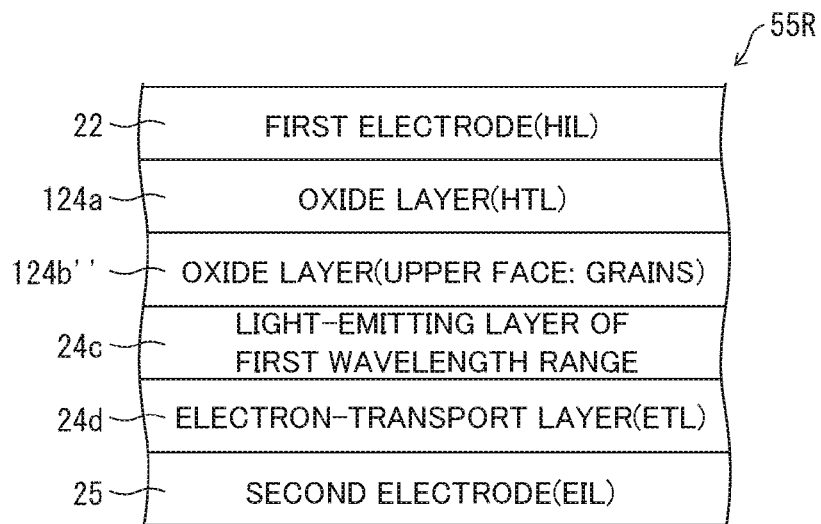 55R
22 FIRST ELECTRODE(HIL)
124a OXIDE LAYER(HTL)
124b'' OXIDE LAYER(UPPER FACE: GRAINS)
24c LIGHT-EMITTING LAYER OF
FIRST WAVELENGTH RANGE
24d ELECTRON-TRANSPORT LAYER(ETL)
25 SECOND ELECTRODE(EIL)